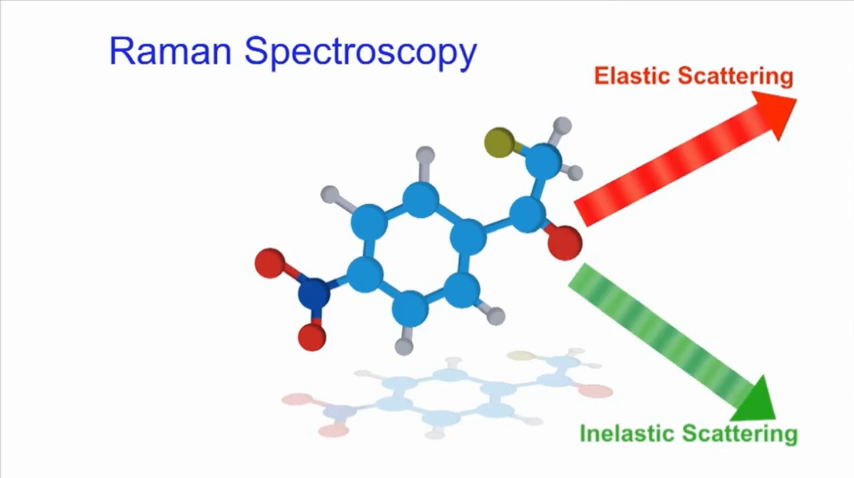 Raman Spectroscopy
Elastic Scattering
Inelastic Scattering